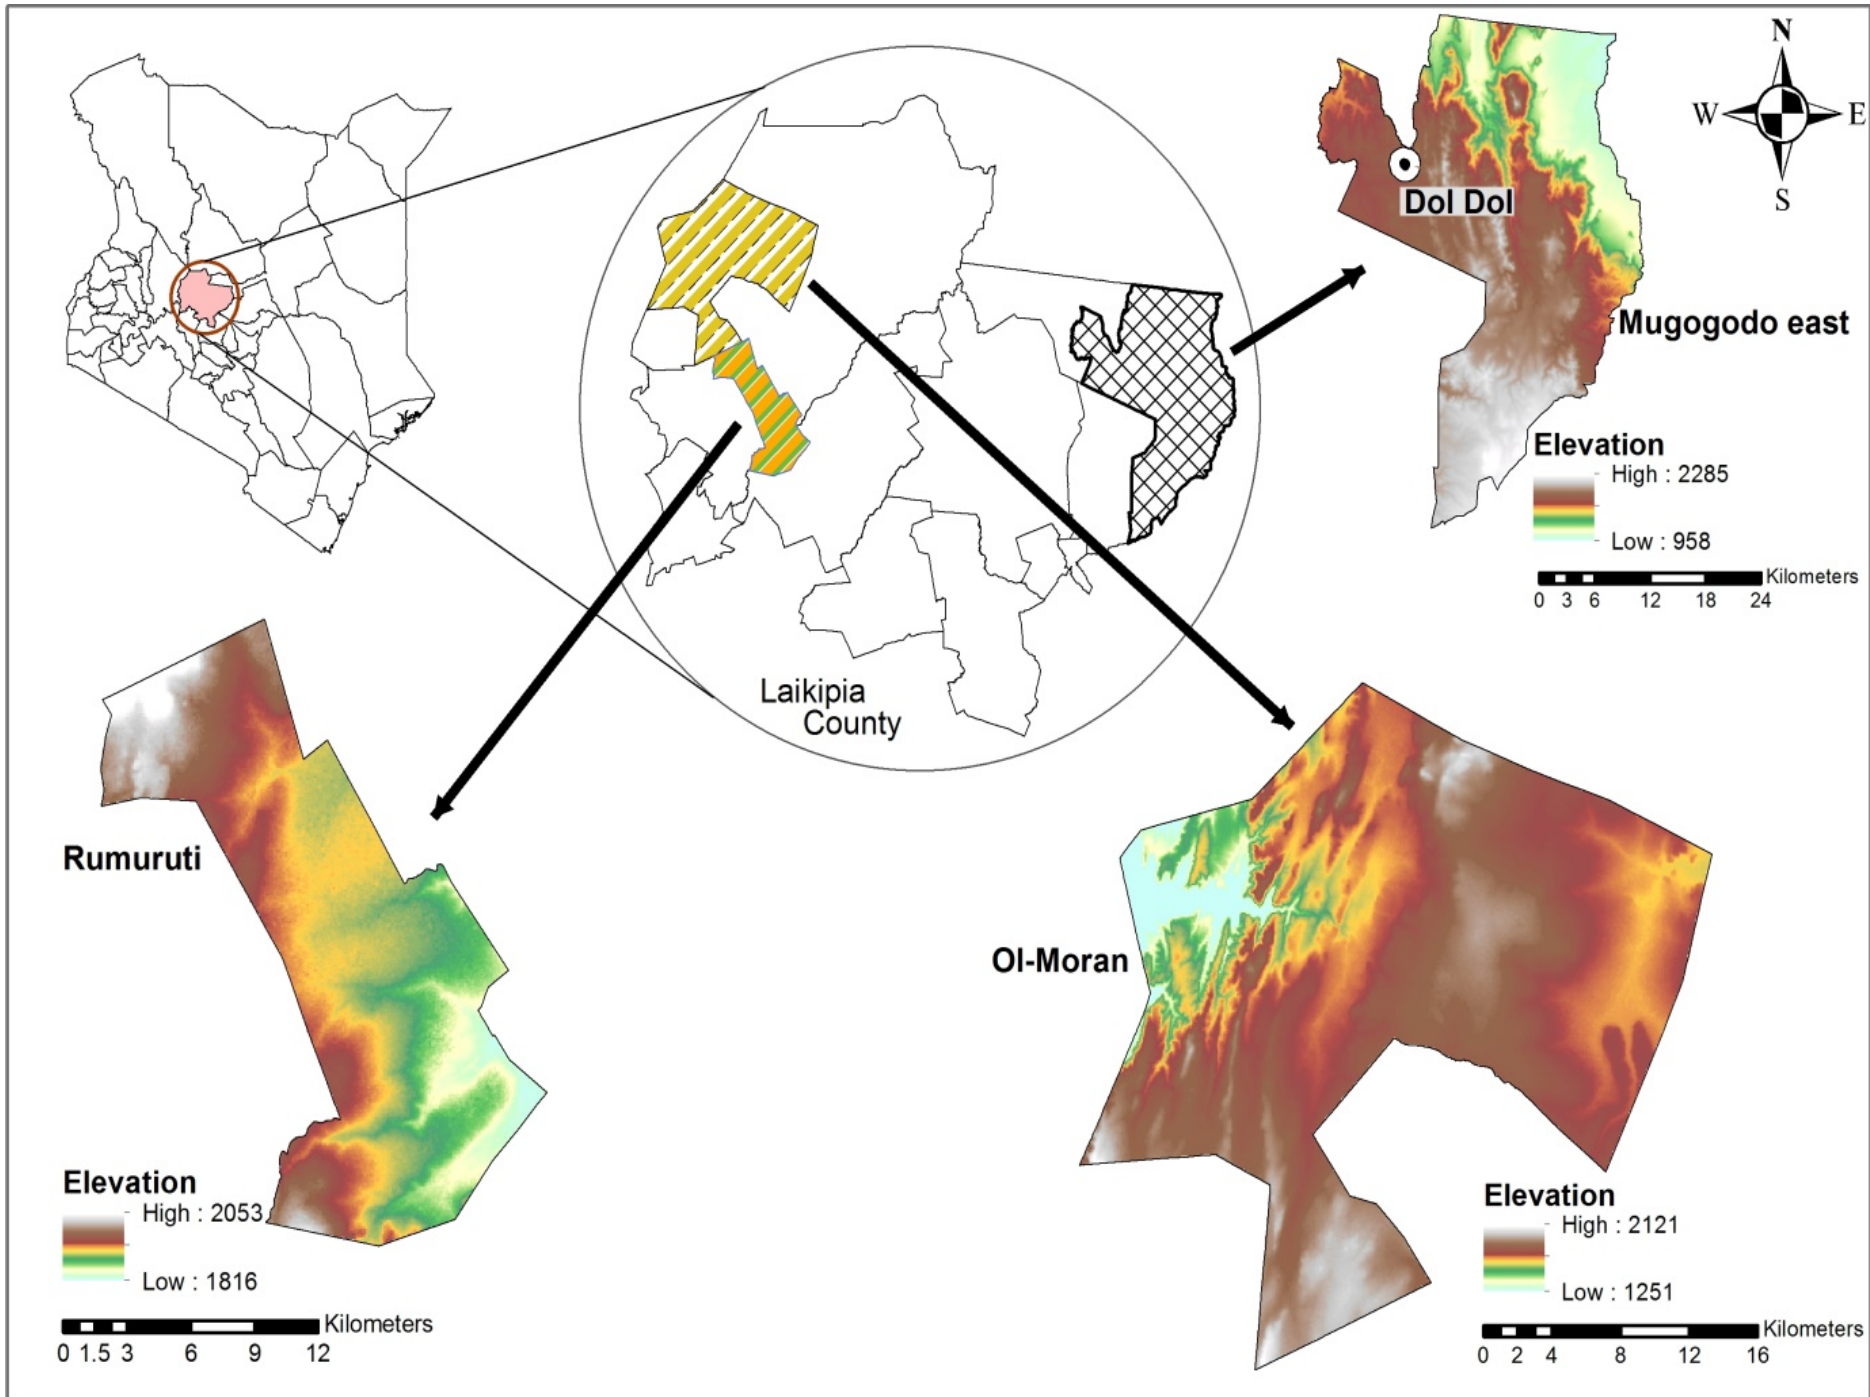 N
W E
S
Dol Dol
Mugogodo east
Elevation
High : 2285
Low : 958
Kilometers
0 3 6 12 18 24
Laikipia
County
Rumuruti
Elevation
High : 2053
Low : 1816
Kilometers
0 1.5 3 6 9 12
Ol-Moran
Elevation
High : 2121
Low : 1251
Kilometers
0 2 4 8 12 16